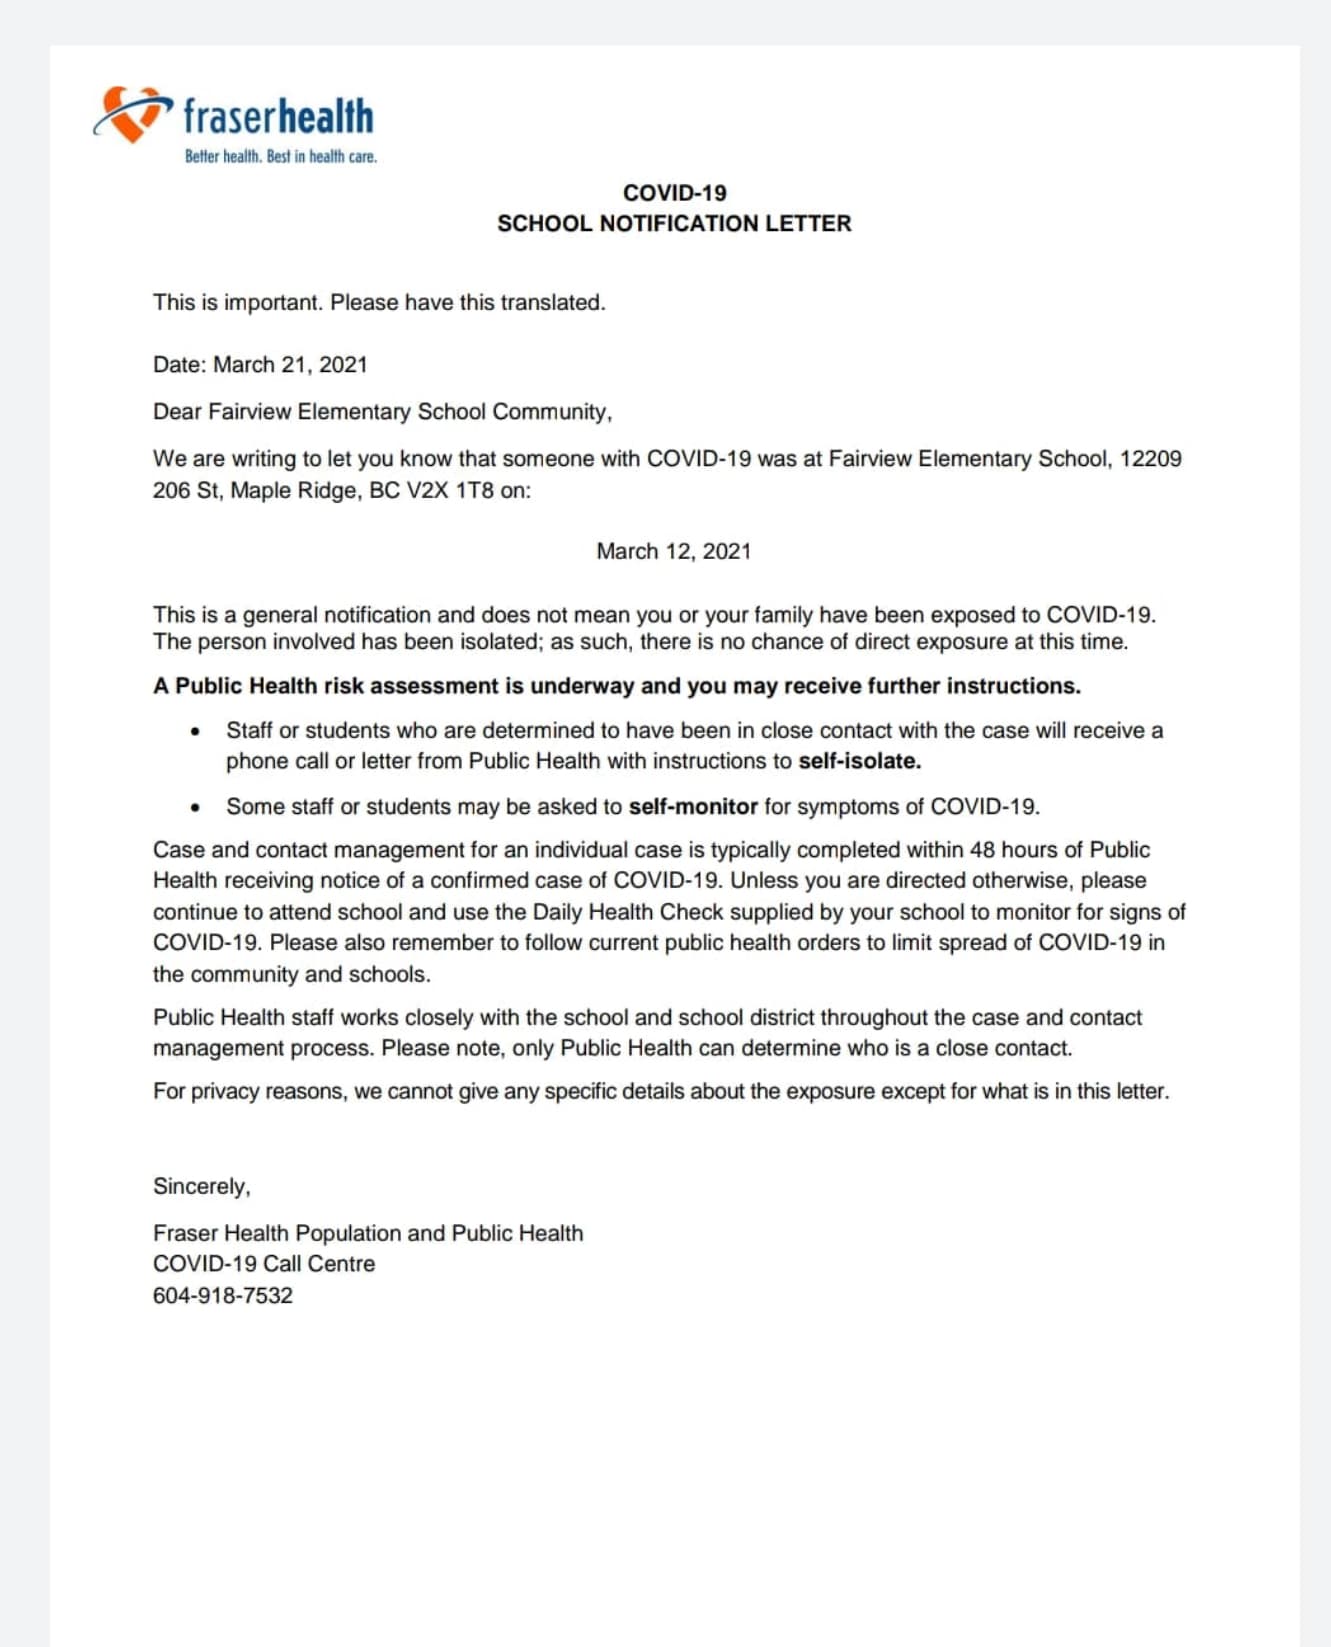 fraserhealth
Better health. Best in health care.
COVID-19
SCHOOL NOTIFICATION LETTER
This is important. Please have this translated.
Date: March 21, 2021
Dear Fairview Elementary School Community,
We are writing to let you know that someone with COVID-19 was at Fairview Elementary School, 12209
206 St, Maple Ridge, BC V2X 1T8 on:
March 12, 2021
This is a general notification and does not mean you or your family have been exposed to COVID-19.
The person involved has been isolated; as such, there is no chance of direct exposure at this time.
A Public Health risk assessment is underway and you may receive further instructions.
• Staff or students who are determined to have been in close contact with the case will receive a
phone call or letter from Public Health with instructions to self-isolate.
• Some staff or students may be asked to self-monitor for symptoms of COVID-19.
Case and contact management for an individual case is typically completed within 48 hours of Public
Health receiving notice of a confirmed case of COVID-19. Unless you are directed otherwise, please
continue to attend school and use the Daily Health Check supplied by your school to monitor for signs of
COVID-19. Please also remember to follow current public health orders to limit spread of COVID-19 in
the community and schools.
Public Health staff works closely with the school and school district throughout the case and contact
management process. Please note, only Public Health can determine who is a close contact.
For privacy reasons, we cannot give any specific details about the exposure except for what is in this letter.
Sincerely,
Fraser Health Population and Public Health
COVID-19 Call Centre
604-918-7532